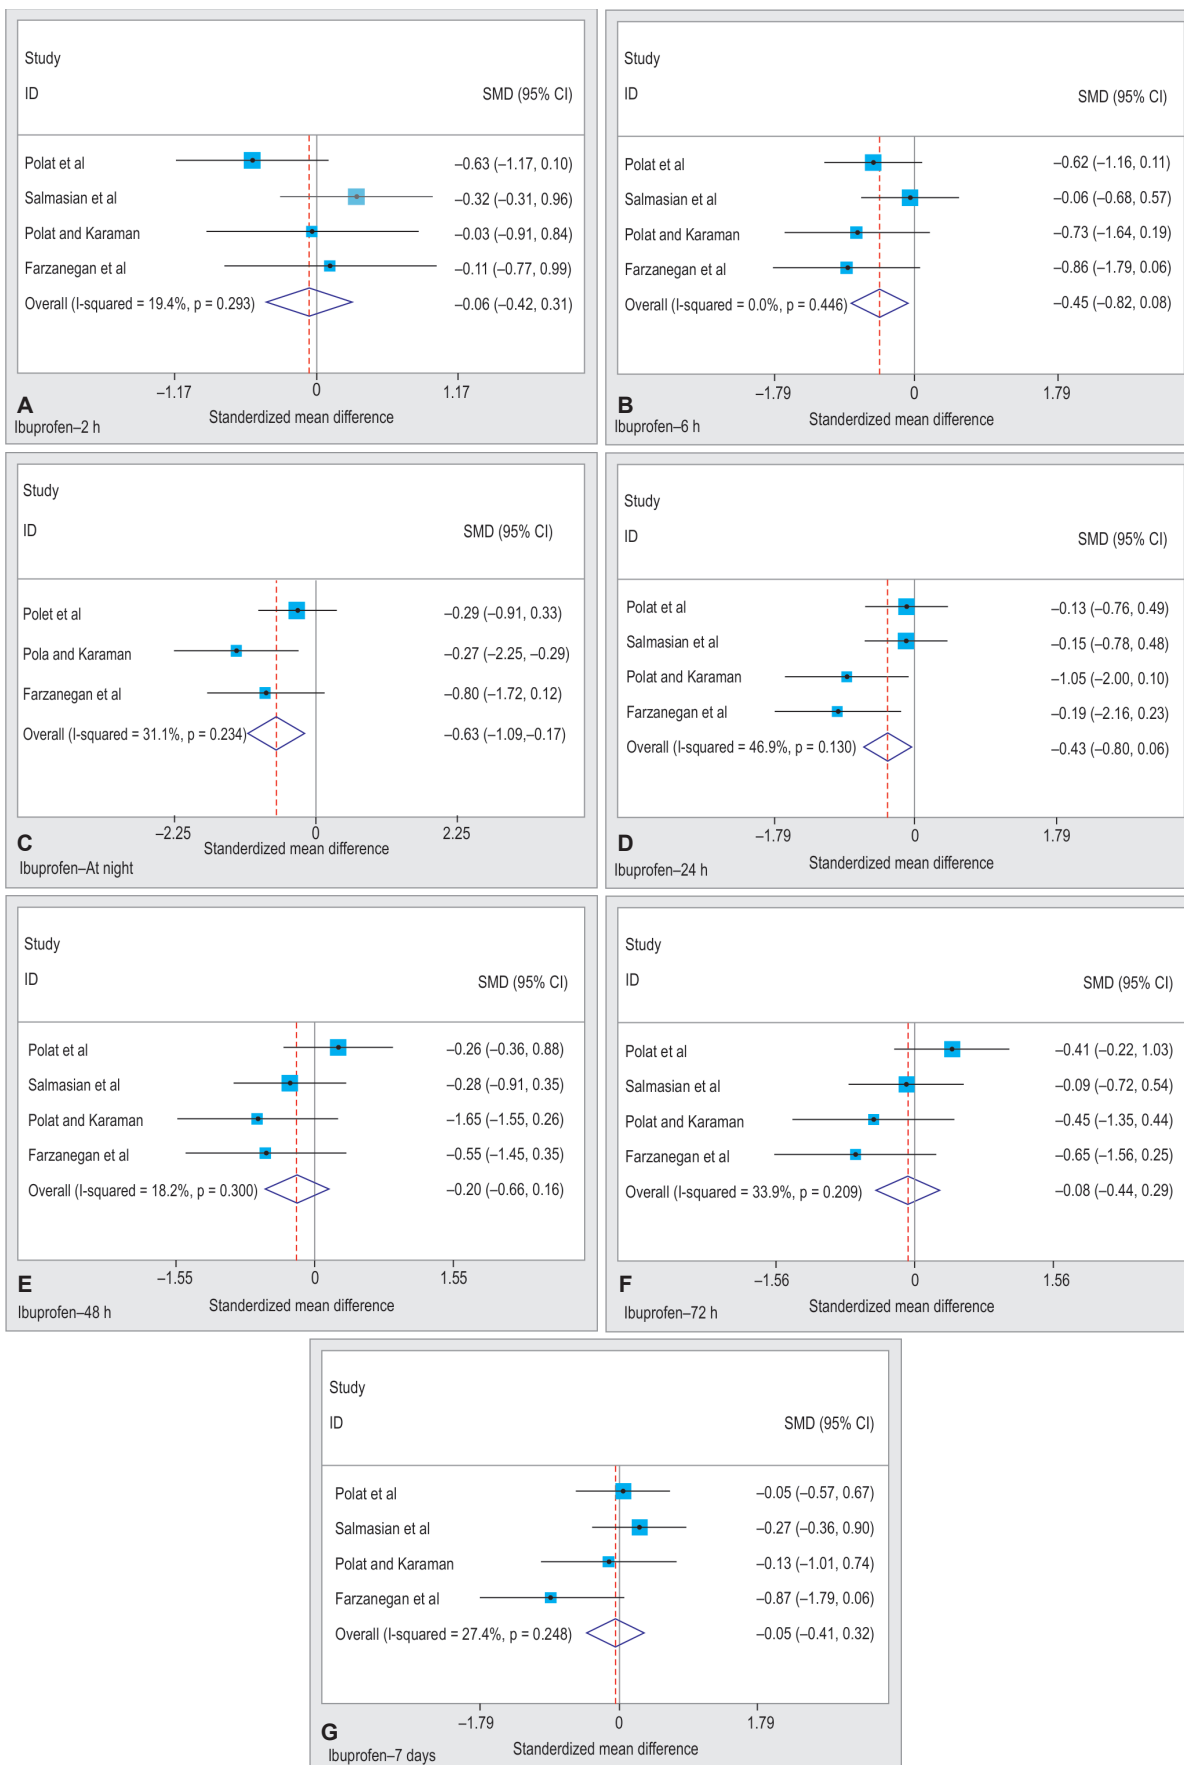 Study
ID SMD (95% CI)
Polat et al –0.63 (–1.17, 0.10)
Salmasian et al –0.32 (–0.31, 0.96)
Polat and Karaman –0.03 (–0.91, 0.84)
Farzanegan et al –0.11 (–0.77, 0.99)
Overall (I-squared = 19.4%, p = 0.293) –0.06 (–0.42, 0.31)
–1.17 0 1.17
Standerdized mean difference
A
Ibuprofen–2 h
Study
ID SMD (95% CI)
Polat et al –0.62 (–1.16, 0.11)
Salmasian et al –0.06 (–0.68, 0.57)
Polat and Karaman –0.73 (–1.64, 0.19)
Farzanegan et al –0.86 (–1.79, 0.06)
Overall (I-squared = 0.0%, p = 0.446) –0.45 (–0.82, 0.08)
–1.79 0 1.79
Standerdized mean difference
B
Ibuprofen–6 h
Study
ID SMD (95% CI)
Polet et al –0.29 (–0.91, 0.33)
Pola and Karaman –0.27 (–2.25, –0.29)
Farzanegan et al –0.80 (–1.72, 0.12)
Overall (I-squared = 31.1%, p = 0.234) –0.63 (–1.09,–0.17)
–2.25 0 2.25
Standerdized mean difference
C
Ibuprofen–At night
Study
ID SMD (95% CI)
Polat et al –0.13 (–0.76, 0.49)
Salmasian et al –0.15 (–0.78, 0.48)
Polat and Karaman –1.05 (–2.00, 0.10)
Farzanegan et al –0.19 (–2.16, 0.23)
Overall (I-squared = 46.9%, p = 0.130) –0.43 (–0.80, 0.06)
–1.79 0 1.79
Standerdized mean difference
D
Ibuprofen–24 h
Study
ID SMD (95% CI)
Polat et al –0.26 (–0.36, 0.88)
Salmasian et al –0.28 (–0.91, 0.35)
Polat and Karaman –1.65 (–1.55, 0.26)
Farzanegan et al –0.55 (–1.45, 0.35)
Overall (I-squared = 18.2%, p = 0.300) –0.20 (–0.66, 0.16)
–1.55 0 1.55
Standerdized mean difference
E
Ibuprofen–48 h
Study
ID SMD (95% CI)
Polat et al –0.41 (–0.22, 1.03)
Salmasian et al –0.09 (–0.72, 0.54)
Polat and Karaman –0.45 (–1.35, 0.44)
Farzanegan et al –0.65 (–1.56, 0.25)
Overall (I-squared = 33.9%, p = 0.209) –0.08 (–0.44, 0.29)
–1.56 0 1.56
Standerdized mean difference
F
Ibuprofen–72 h
Study
ID SMD (95% CI)
Polat et al –0.05 (–0.57, 0.67)
Salmasian et al –0.27 (–0.36, 0.90)
Polat and Karaman –0.13 (–1.01, 0.74)
Farzanegan et al –0.87 (–1.79, 0.06)
Overall (I-squared = 27.4%, p = 0.248) –0.05 (–0.41, 0.32)
–1.79 0 1.79
Standerdized mean difference
G
Ibuprofen–7 days